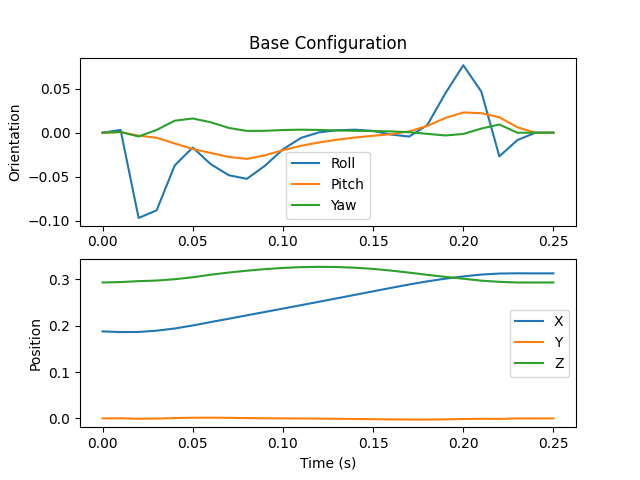 Base Configuration
Orientation
0.05
0.00
−0.05
−0.10
Roll
Pitch
Yaw
0.00 0.05 0.10 0.15 0.20 0.25
Position
0.3
0.2
0.1
0.0
X
Y
Z
0.00 0.05 0.10 0.15 0.20 0.25
Time (s)